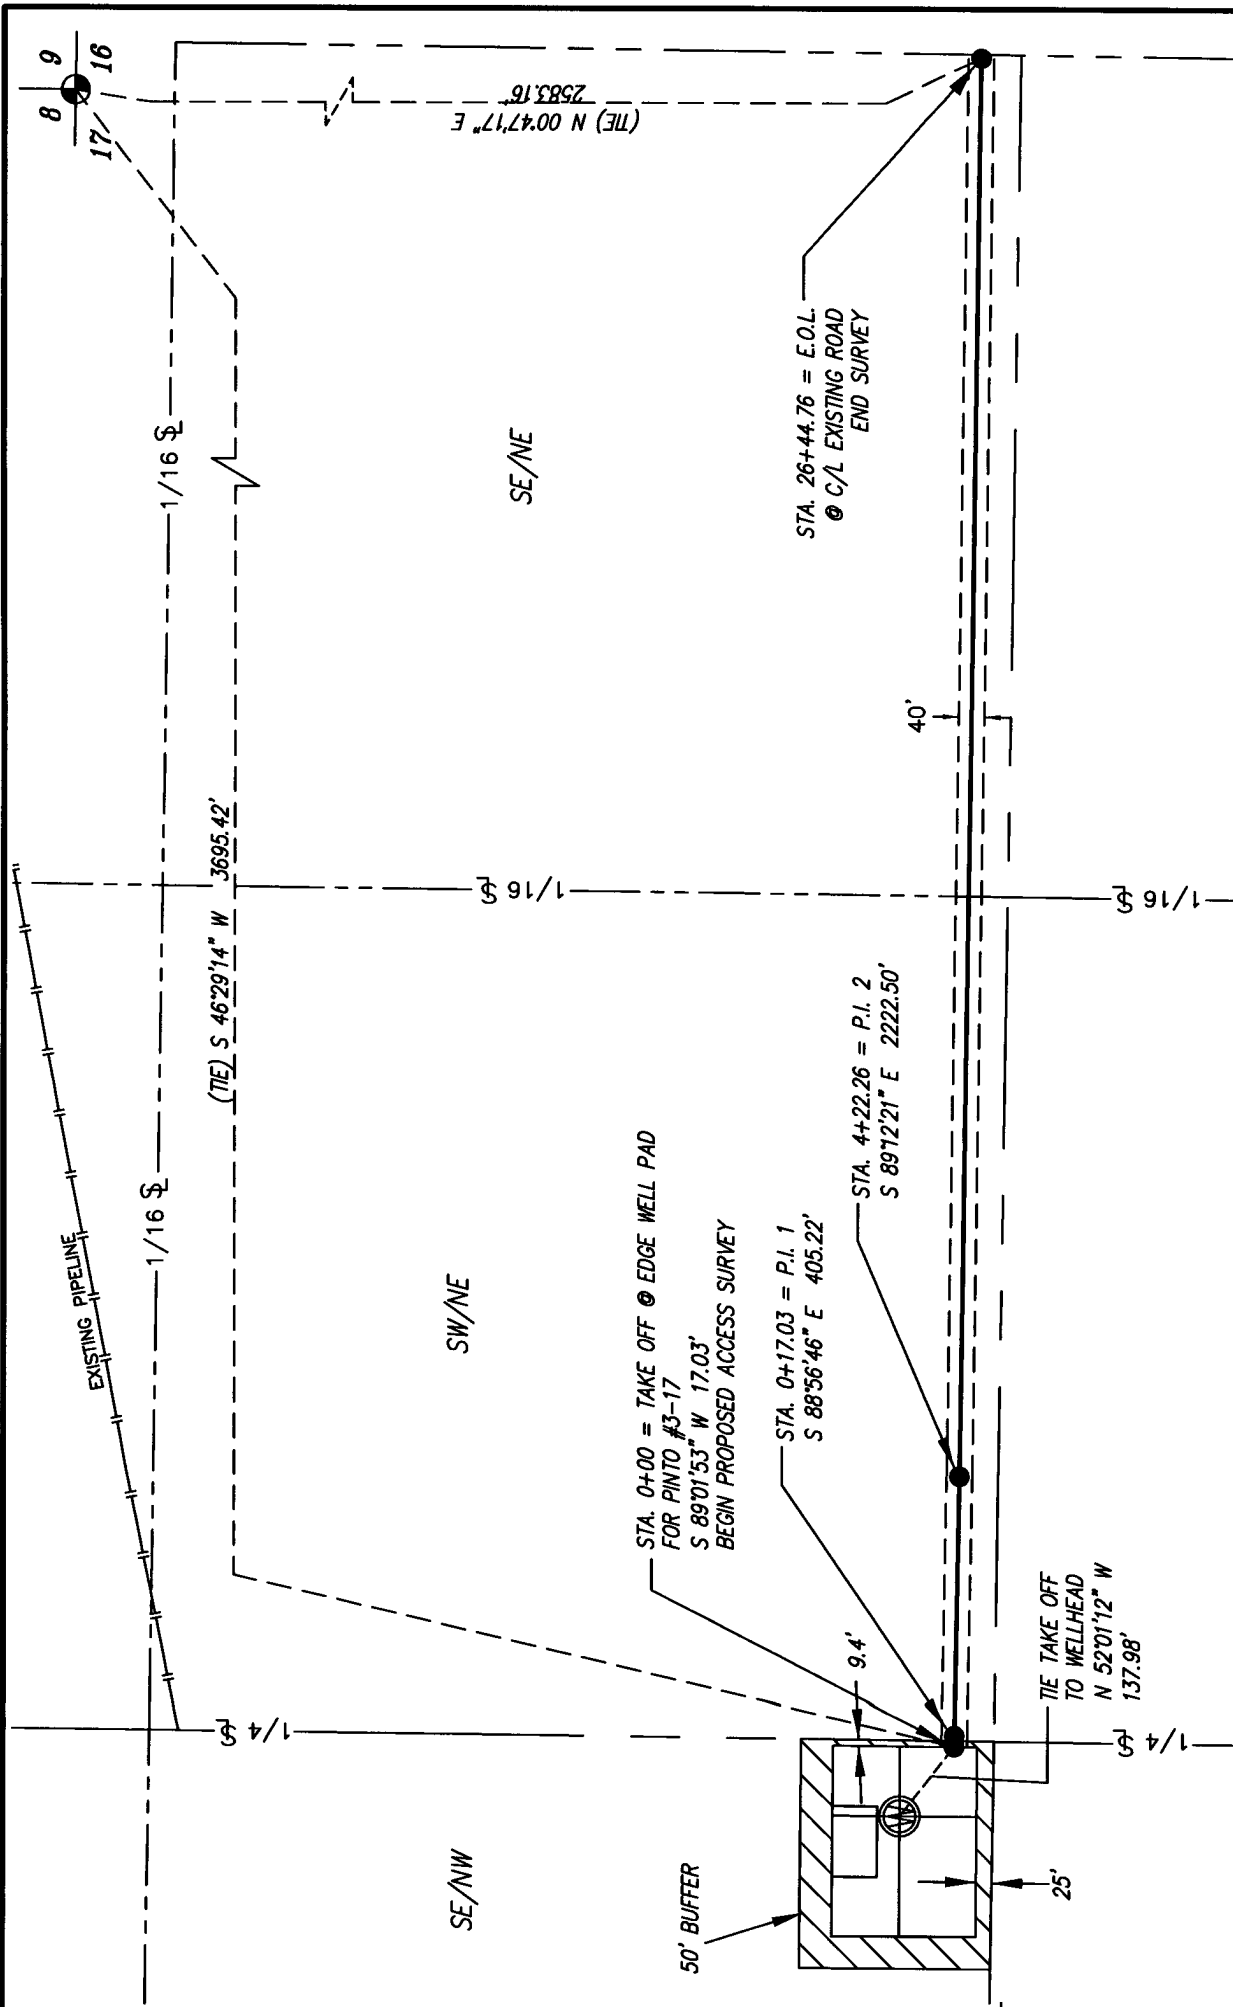 8
9
17
16
(TIE) N 00°47'17" E
2583.16'
1/16 ℄
1/16 ℄
EXISTING PIPELINE
(TIE) S 46°29'14" W 3695.42'
SE/NE
SW/NE
SE/NW
1/16 ℄
1/16 ℄
1/4 ℄
1/4 ℄
STA. 26+44.76 = E.O.L.
@ C/L EXISTING ROAD
END SURVEY
40'
STA. 4+22.26 = P.I. 2
S 89°12'21" E 2222.50'
STA. 0+17.03 = P.I. 1
S 88°56'46" E 405.22'
STA. 0+00 = TAKE OFF @ EDGE WELL PAD
FOR PINTO #3-17
S 89°01'53" W 17.03'
BEGIN PROPOSED ACCESS SURVEY
9.4'
W
TIE TAKE OFF
TO WELLHEAD
N 52°01'12" W
137.98'
50' BUFFER
25'